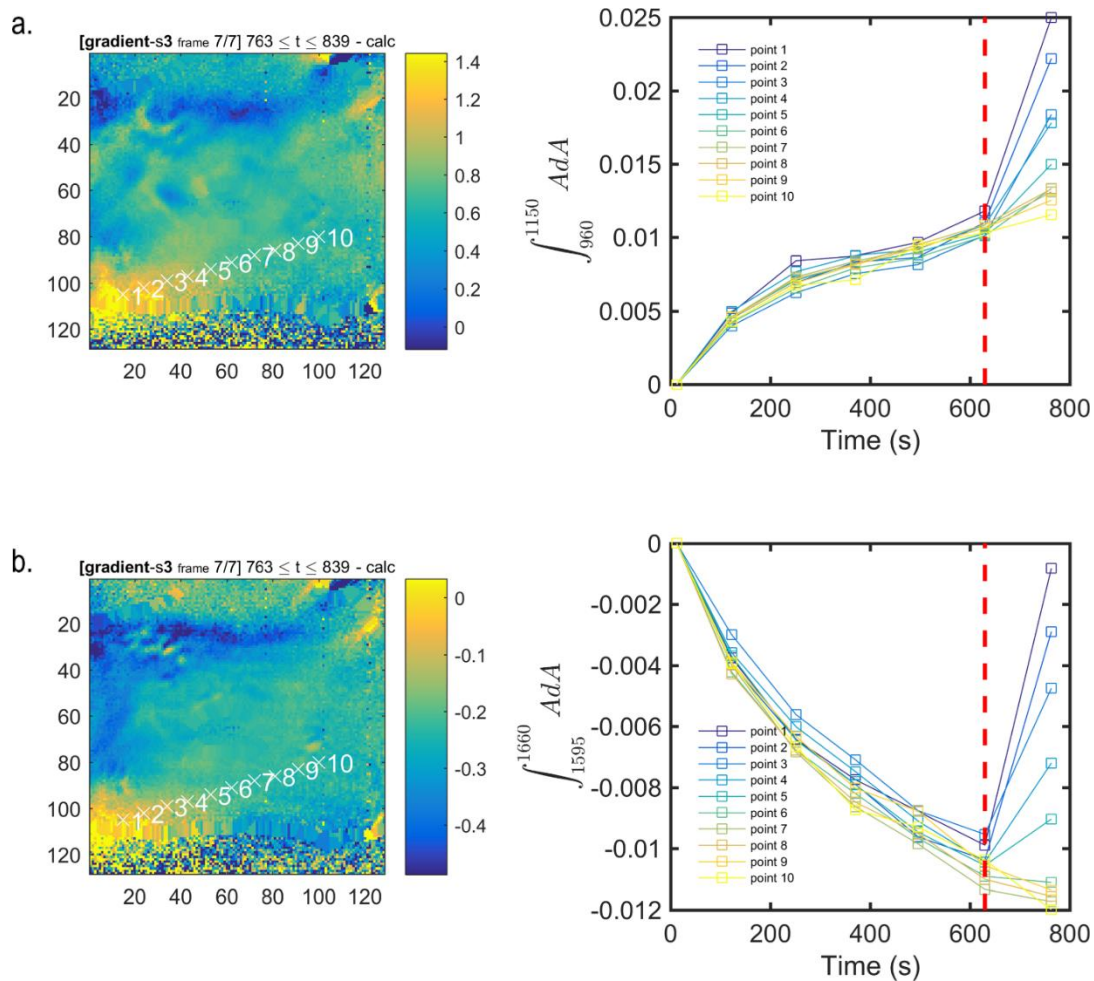 a.
[gradient-s3 frame 7/7] 763 ≤ t ≤ 839 - calc
20
40
60
80
100
120
20 40 60 80 100 120
1.4
1.2
1
0.8
0.6
0.4
0.2
0
×1×2×3×4×5×6×7×8×9×10
∫ 960 1150 AdA
0.025
0.02
0.015
0.01
0.005
0
point 1
point 2
point 3
point 4
point 5
point 6
point 7
point 8
point 9
point 10
0 200 400 600 800
Time (s)
b.
[gradient-s3 frame 7/7] 763 ≤ t ≤ 839 - calc
20
40
60
80
100
120
20 40 60 80 100 120
0
-0.1
-0.2
-0.3
-0.4
×1×2×3×4×5×6×7×8×9×10
∫ 1595 1660 AdA
0
-0.002
-0.004
-0.006
-0.008
-0.01
-0.012
point 1
point 2
point 3
point 4
point 5
point 6
point 7
point 8
point 9
point 10
0 200 400 600 800
Time (s)